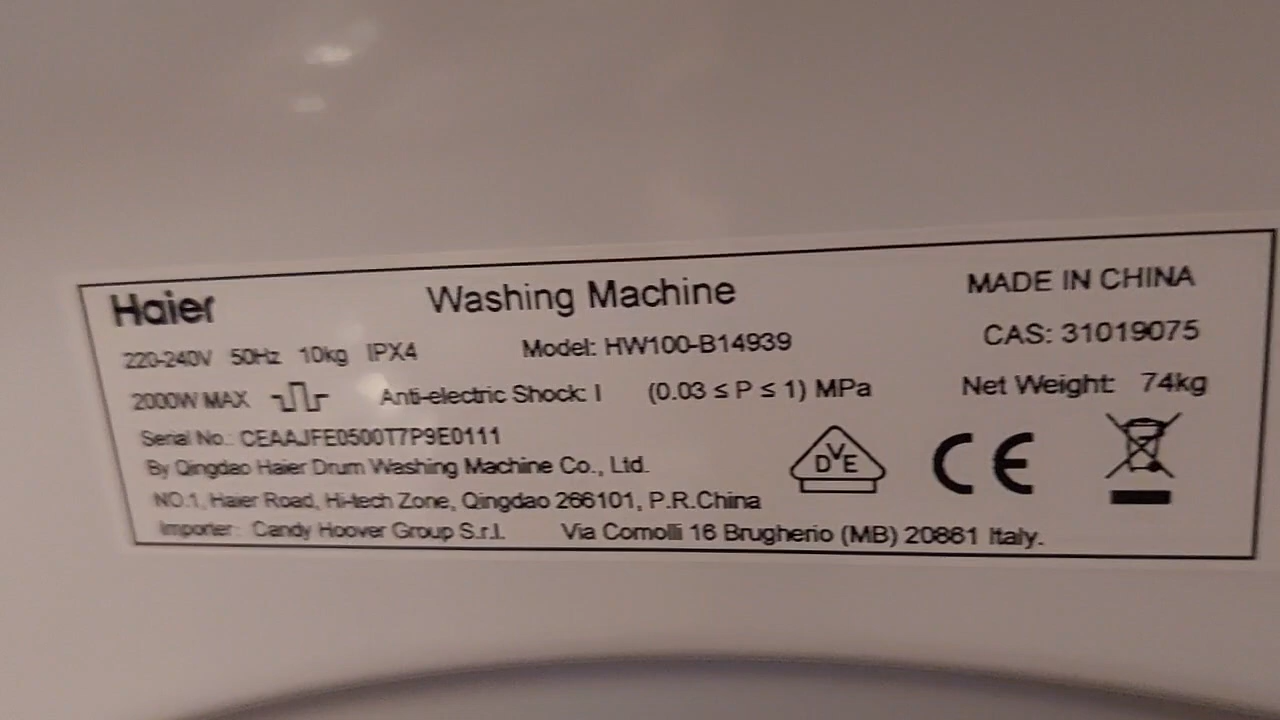 Haier Washing Machine MADE IN CHINA
220-240V 50Hz 10kg IPX4 Model: HW100-B14939 CAS: 31019075
2000W MAX Anti-electric Shock: I (0.03 ≤ P ≤ 1) MPa Net Weight: 74kg
Serial No.: CEAAJFE0500T7P9E0111
By Qingdao Haier Drum Washing Machine Co., Ltd.
DVE CE
NO.1, Haier Road, Hi-tech Zone, Qingdao 266101, P.R.China
Importer: Candy Hoover Group S.r.l. Via Comolli 16 Brugherio (MB) 20861 Italy.